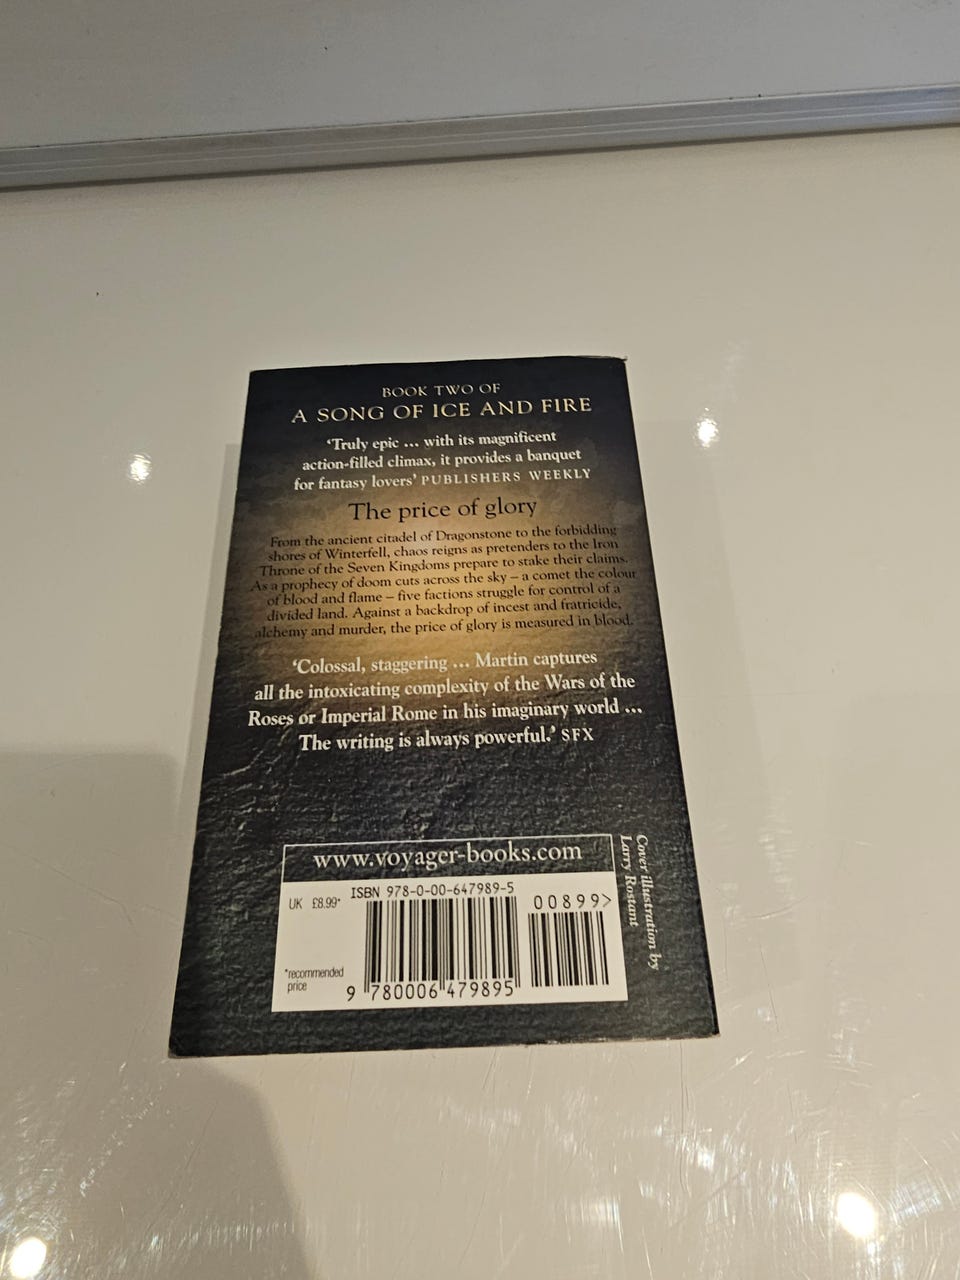 BOOK TWO OF
A SONG OF ICE AND FIRE
‘Truly epic ... with its magnificent
action-filled climax, it provides a banquet
for fantasy lovers’ PUBLISHERS WEEKLY
The price of glory
From the ancient citadel of Dragonstone to the forbidding
shores of Winterfell, chaos reigns as pretenders to the Iron
Throne of the Seven Kingdoms prepare to stake their claims.
As a prophecy of doom cuts across the sky – a comet the colour
of blood and flame – five factions struggle for control of a
divided land. Against a backdrop of incest and fratricide,
alchemy and murder, the price of glory is measured in blood.
‘Colossal, staggering ... Martin captures
all the intoxicating complexity of the Wars of the
Roses or Imperial Rome in his imaginary world ...
The writing is always powerful.’ SFX
www.voyager-books.com
ISBN 978-0-00-647989-5
UK £8.99*
00899>
*recommended
price
9 780006 479895
Cover illustration by
Larry Rostant